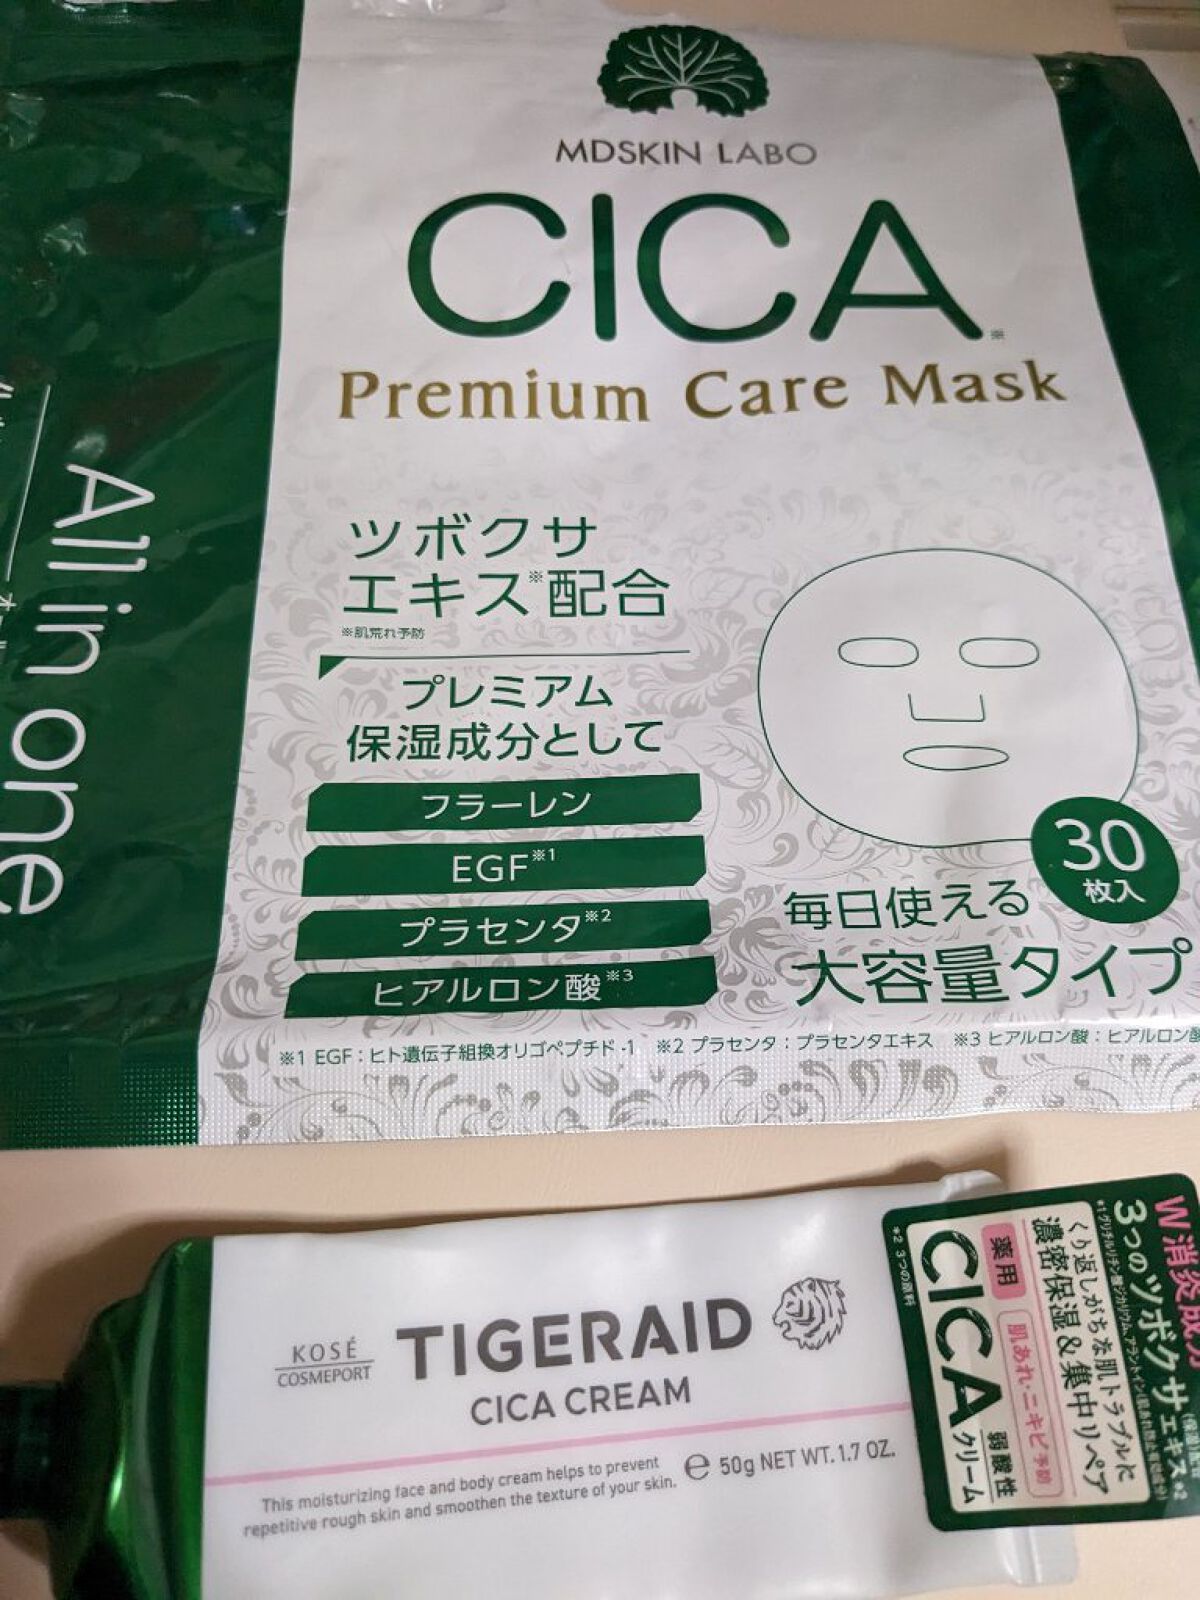 MDSKIN LABO
CICA※
Premium Care Mask
ツボクサ
エキス※配合
※肌荒れ予防
プレミアム
保湿成分として
フラーレン
EGF※1
プラセンタ※2
ヒアルロン酸※3
30
枚入
毎日使える
大容量タイプ
※1 EGF：ヒト遺伝子組換オリゴペプチド-1 ※2 プラセンタ：プラセンタエキス ※3 ヒアルロン酸：ヒアルロン酸
All in one
KOSÉ
COSMEPORT
TIGERAID
CICA CREAM
This moisturizing face and body cream helps to prevent
repetitive rough skin and smoothen the texture of your skin.
℮ 50g NET WT. 1.7 OZ.
W消炎成分
3つのツボクサエキス※2
くり返しがちな肌トラブルに
濃密保湿&集中リペア
薬用
肌あれ・ニキビ予防
CICAクリーム
弱酸性